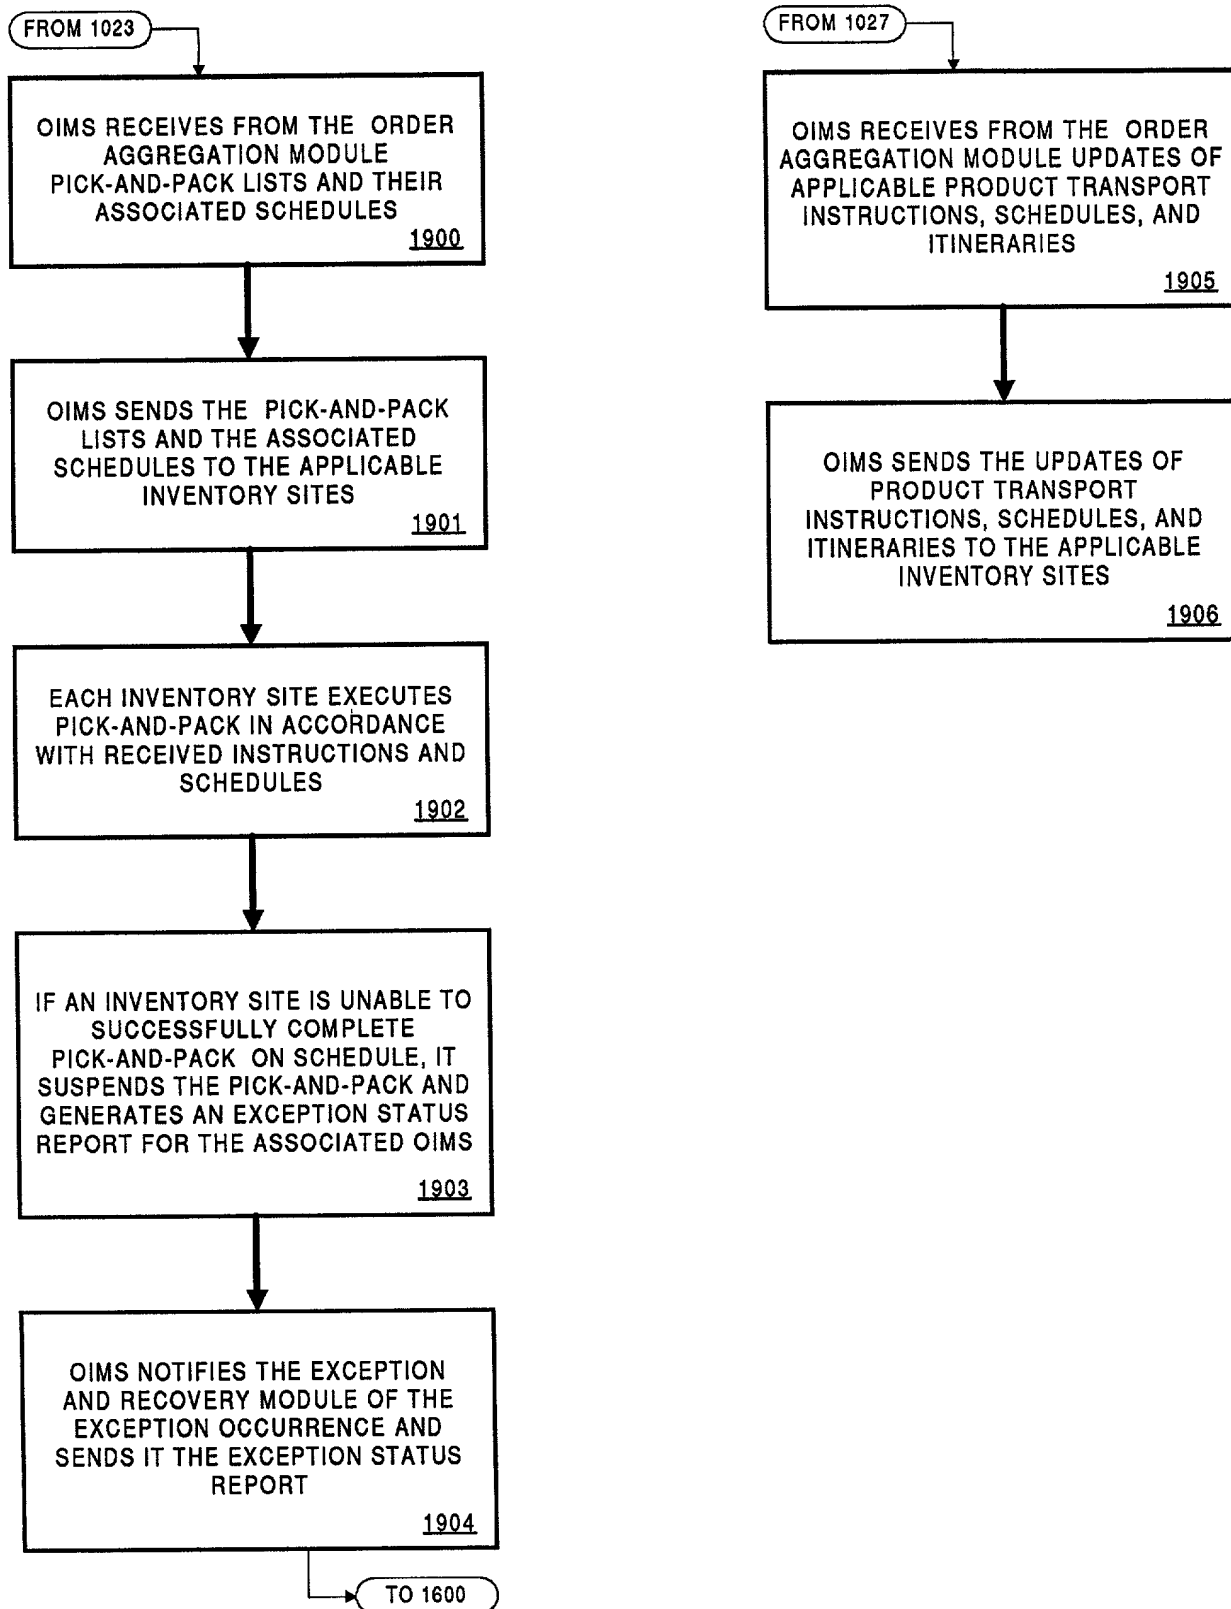 FROM 1023
OIMS RECEIVES FROM THE ORDER
AGGREGATION MODULE
PICK-AND-PACK LISTS AND THEIR
ASSOCIATED SCHEDULES
1900
OIMS SENDS THE PICK-AND-PACK
LISTS AND THE ASSOCIATED
SCHEDULES TO THE APPLICABLE
INVENTORY SITES
1901
EACH INVENTORY SITE EXECUTES
PICK-AND-PACK IN ACCORDANCE
WITH RECEIVED INSTRUCTIONS AND
SCHEDULES
1902
IF AN INVENTORY SITE IS UNABLE TO
SUCCESSFULLY COMPLETE
PICK-AND-PACK ON SCHEDULE, IT
SUSPENDS THE PICK-AND-PACK AND
GENERATES AN EXCEPTION STATUS
REPORT FOR THE ASSOCIATED OIMS
1903
OIMS NOTIFIES THE EXCEPTION
AND RECOVERY MODULE OF THE
EXCEPTION OCCURRENCE AND
SENDS IT THE EXCEPTION STATUS
REPORT
1904
TO 1600
FROM 1027
OIMS RECEIVES FROM THE ORDER
AGGREGATION MODULE UPDATES OF
APPLICABLE PRODUCT TRANSPORT
INSTRUCTIONS, SCHEDULES, AND
ITINERARIES
1905
OIMS SENDS THE UPDATES OF
PRODUCT TRANSPORT
INSTRUCTIONS, SCHEDULES, AND
ITINERARIES TO THE APPLICABLE
INVENTORY SITES
1906